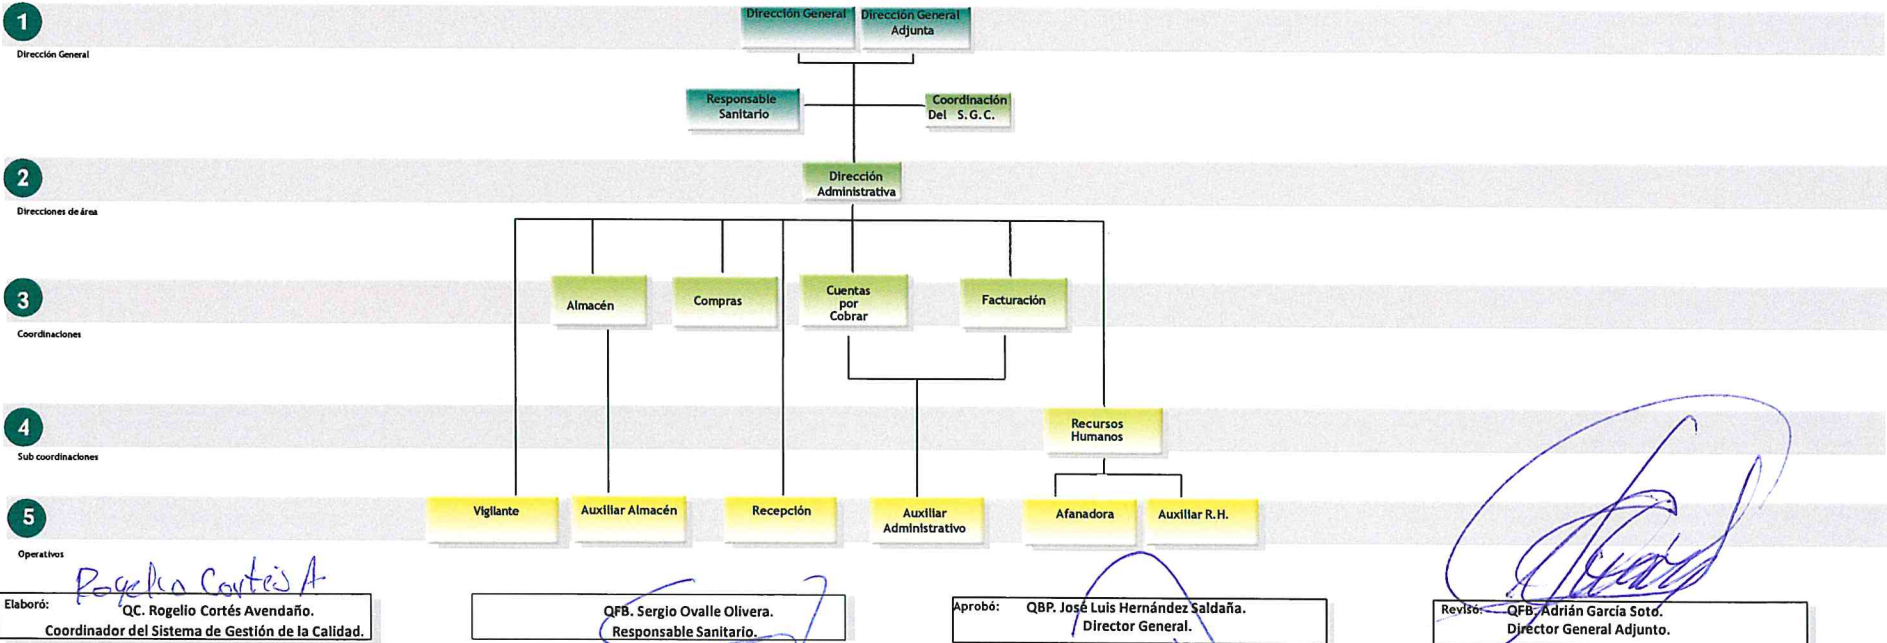 1
Dirección General
Dirección General
Dirección General
Adjunta
Responsable
Sanitario
Coordinación
Del S.G.C.
2
Direcciones de área
Dirección
Administrativa
3
Coordinaciones
Almacén
Compras
Cuentas
por
Cobrar
Facturación
4
Sub coordinaciones
Recursos
Humanos
5
Operativos
Vigilante
Auxiliar Almacén
Recepción
Auxiliar
Administrativo
Afanadora
Auxiliar R.H.
Rogelio Cortés A
Elaboró:
QC. Rogelio Cortés Avendaño.
Coordinador del Sistema de Gestión de la Calidad.
QFB. Sergio Ovalle Olivera.
Responsable Sanitario.
Aprobó:
QBP. José Luis Hernández Saldaña.
Director General.
Revisó:
QFB. Adrián García Soto.
Director General Adjunto.